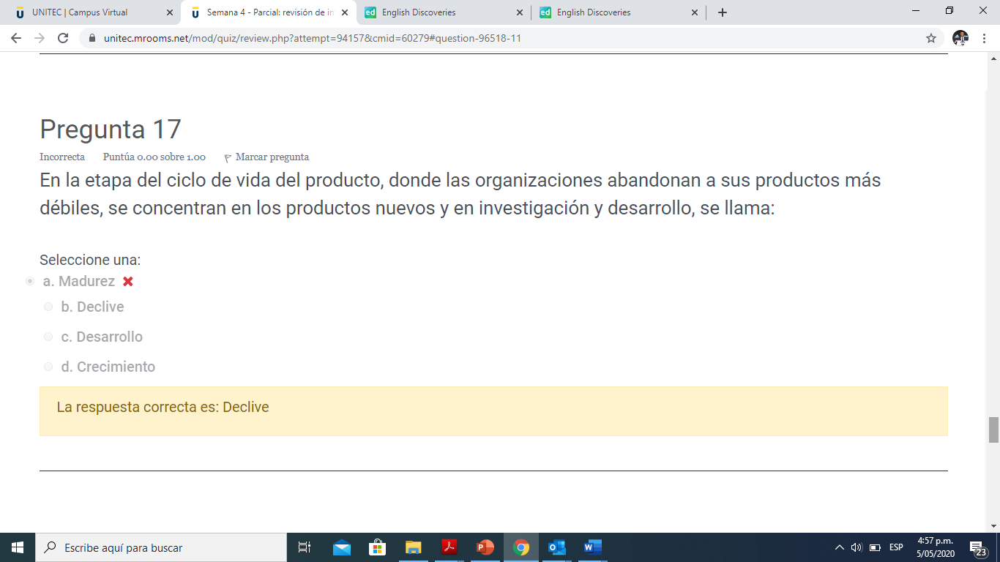 UNITEC | Campus Virtual
Semana 4 - Parcial: revisión de in
English Discoveries
English Discoveries
unitec.mrooms.net/mod/quiz/review.php?attempt=94157&cmid=60279#question-96518-11
Pregunta 17
Incorrecta Puntúa 0.00 sobre 1.00 Marcar pregunta
En la etapa del ciclo de vida del producto, donde las organizaciones abandonan a sus productos más
débiles, se concentran en los productos nuevos y en investigación y desarrollo, se llama:
Seleccione una:
a. Madurez
b. Declive
c. Desarrollo
d. Crecimiento
La respuesta correcta es: Declive
Escribe aquí para buscar
ESP
4:57 p.m.
5/05/2020
23